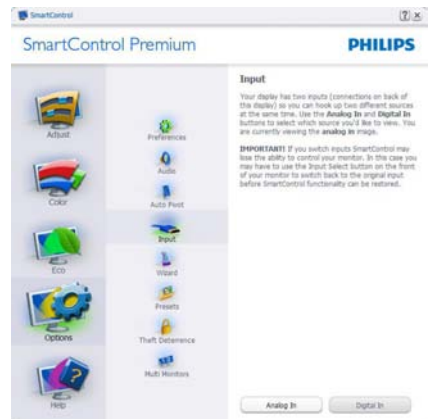 SmartControl
SmartControl Premium
PHILIPS
Adjust
Color
Eco
Options
Help
Preferences
Audio
Auto Pivot
Input
Wizard
Presets
Theft Deterrence
Multi Monitors
Input
Your display has two inputs (connections on back of
the display) so you can hook up two different sources
at the same time. Use the Analog In and Digital In
buttons to select which source you'd like to view. You
are currently viewing the analog in image.
IMPORTANT! If you switch inputs SmartControl may
lose the ability to control your monitor. In this case you
may have to use the Input Select button on the front
of your monitor to switch back to the original input
before SmartControl functionality can be restored.
Analog In
Digital In